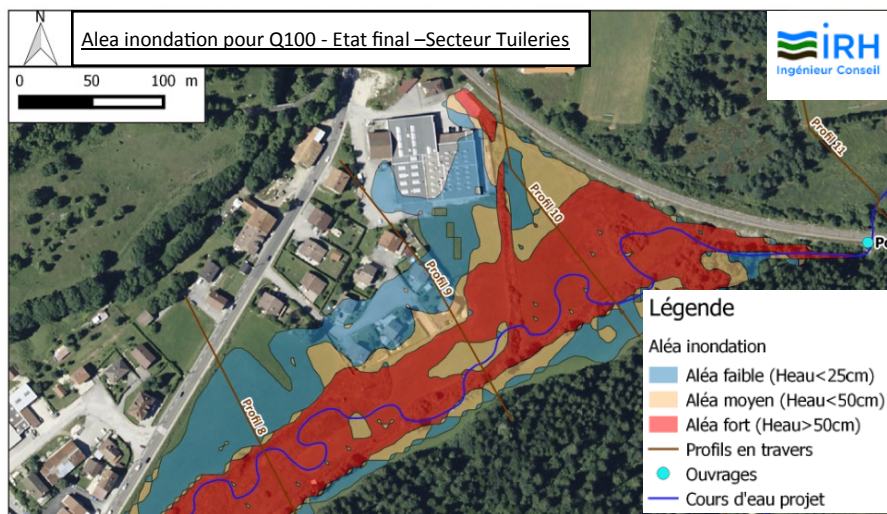 N
Alea inondation pour Q100 - Etat final –Secteur Tuileries
0 50 100 m
iRH
Ingénieur Conseil
Profil 11
Profil 10
Profil 9
Profil 8
Légende
Aléa inondation
Aléa faible (Heau<25cm)
Aléa moyen (Heau<50cm)
Aléa fort (Heau>50cm)
Profils en travers
Ouvrages
Cours d'eau projet